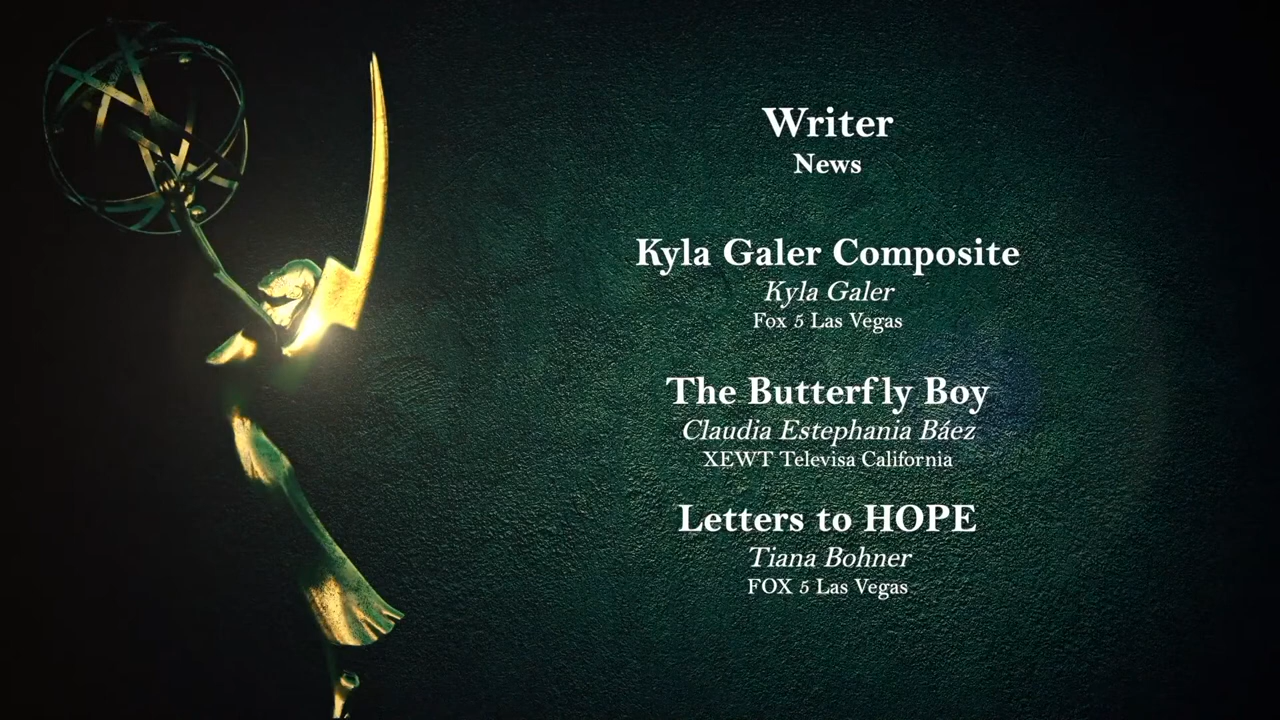 Writer
News
Kyla Galer Composite
Kyla Galer
Fox 5 Las Vegas
The Butterfly Boy
Claudia Estephania Báez
XEWT Televisa California
Letters to HOPE
Tiana Bohner
FOX 5 Las Vegas